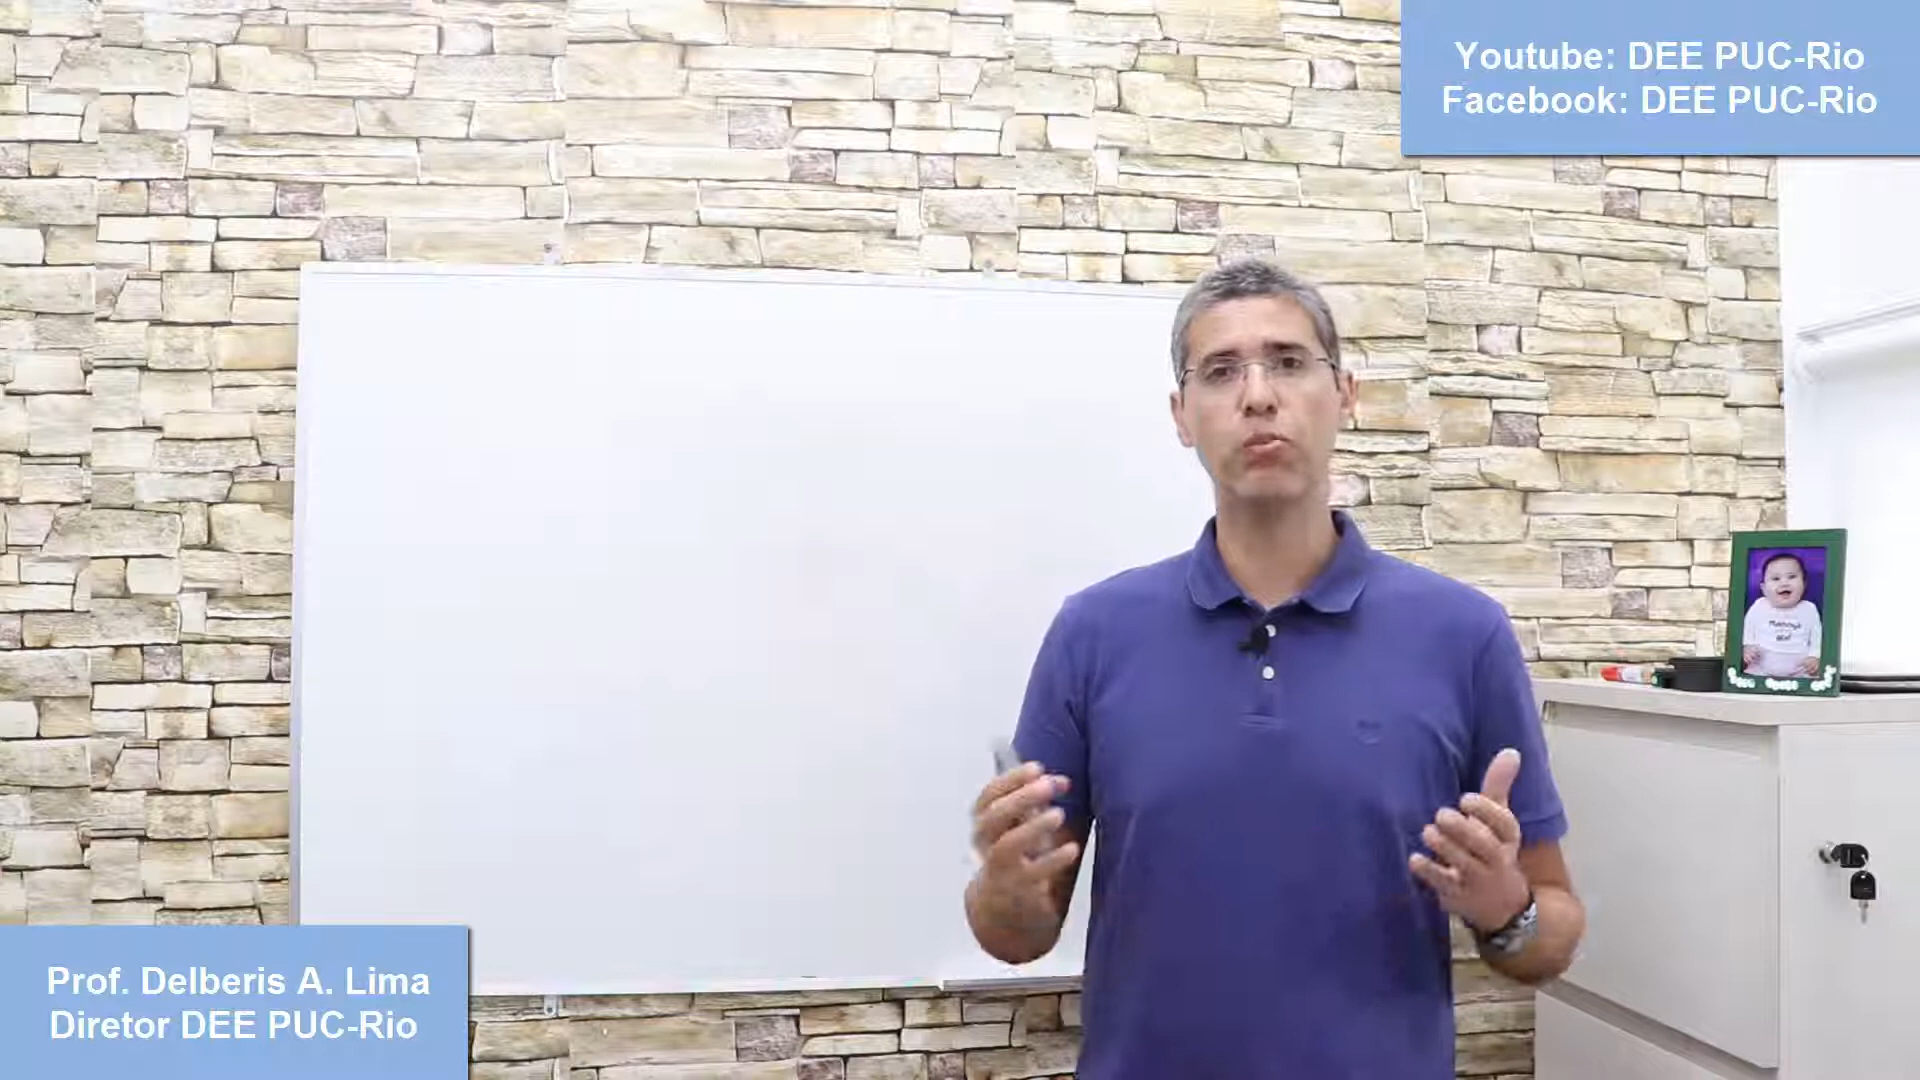 Youtube: DEE PUC-Rio
Facebook: DEE PUC-Rio
Prof. Delberis A. Lima
Diretor DEE PUC-Rio